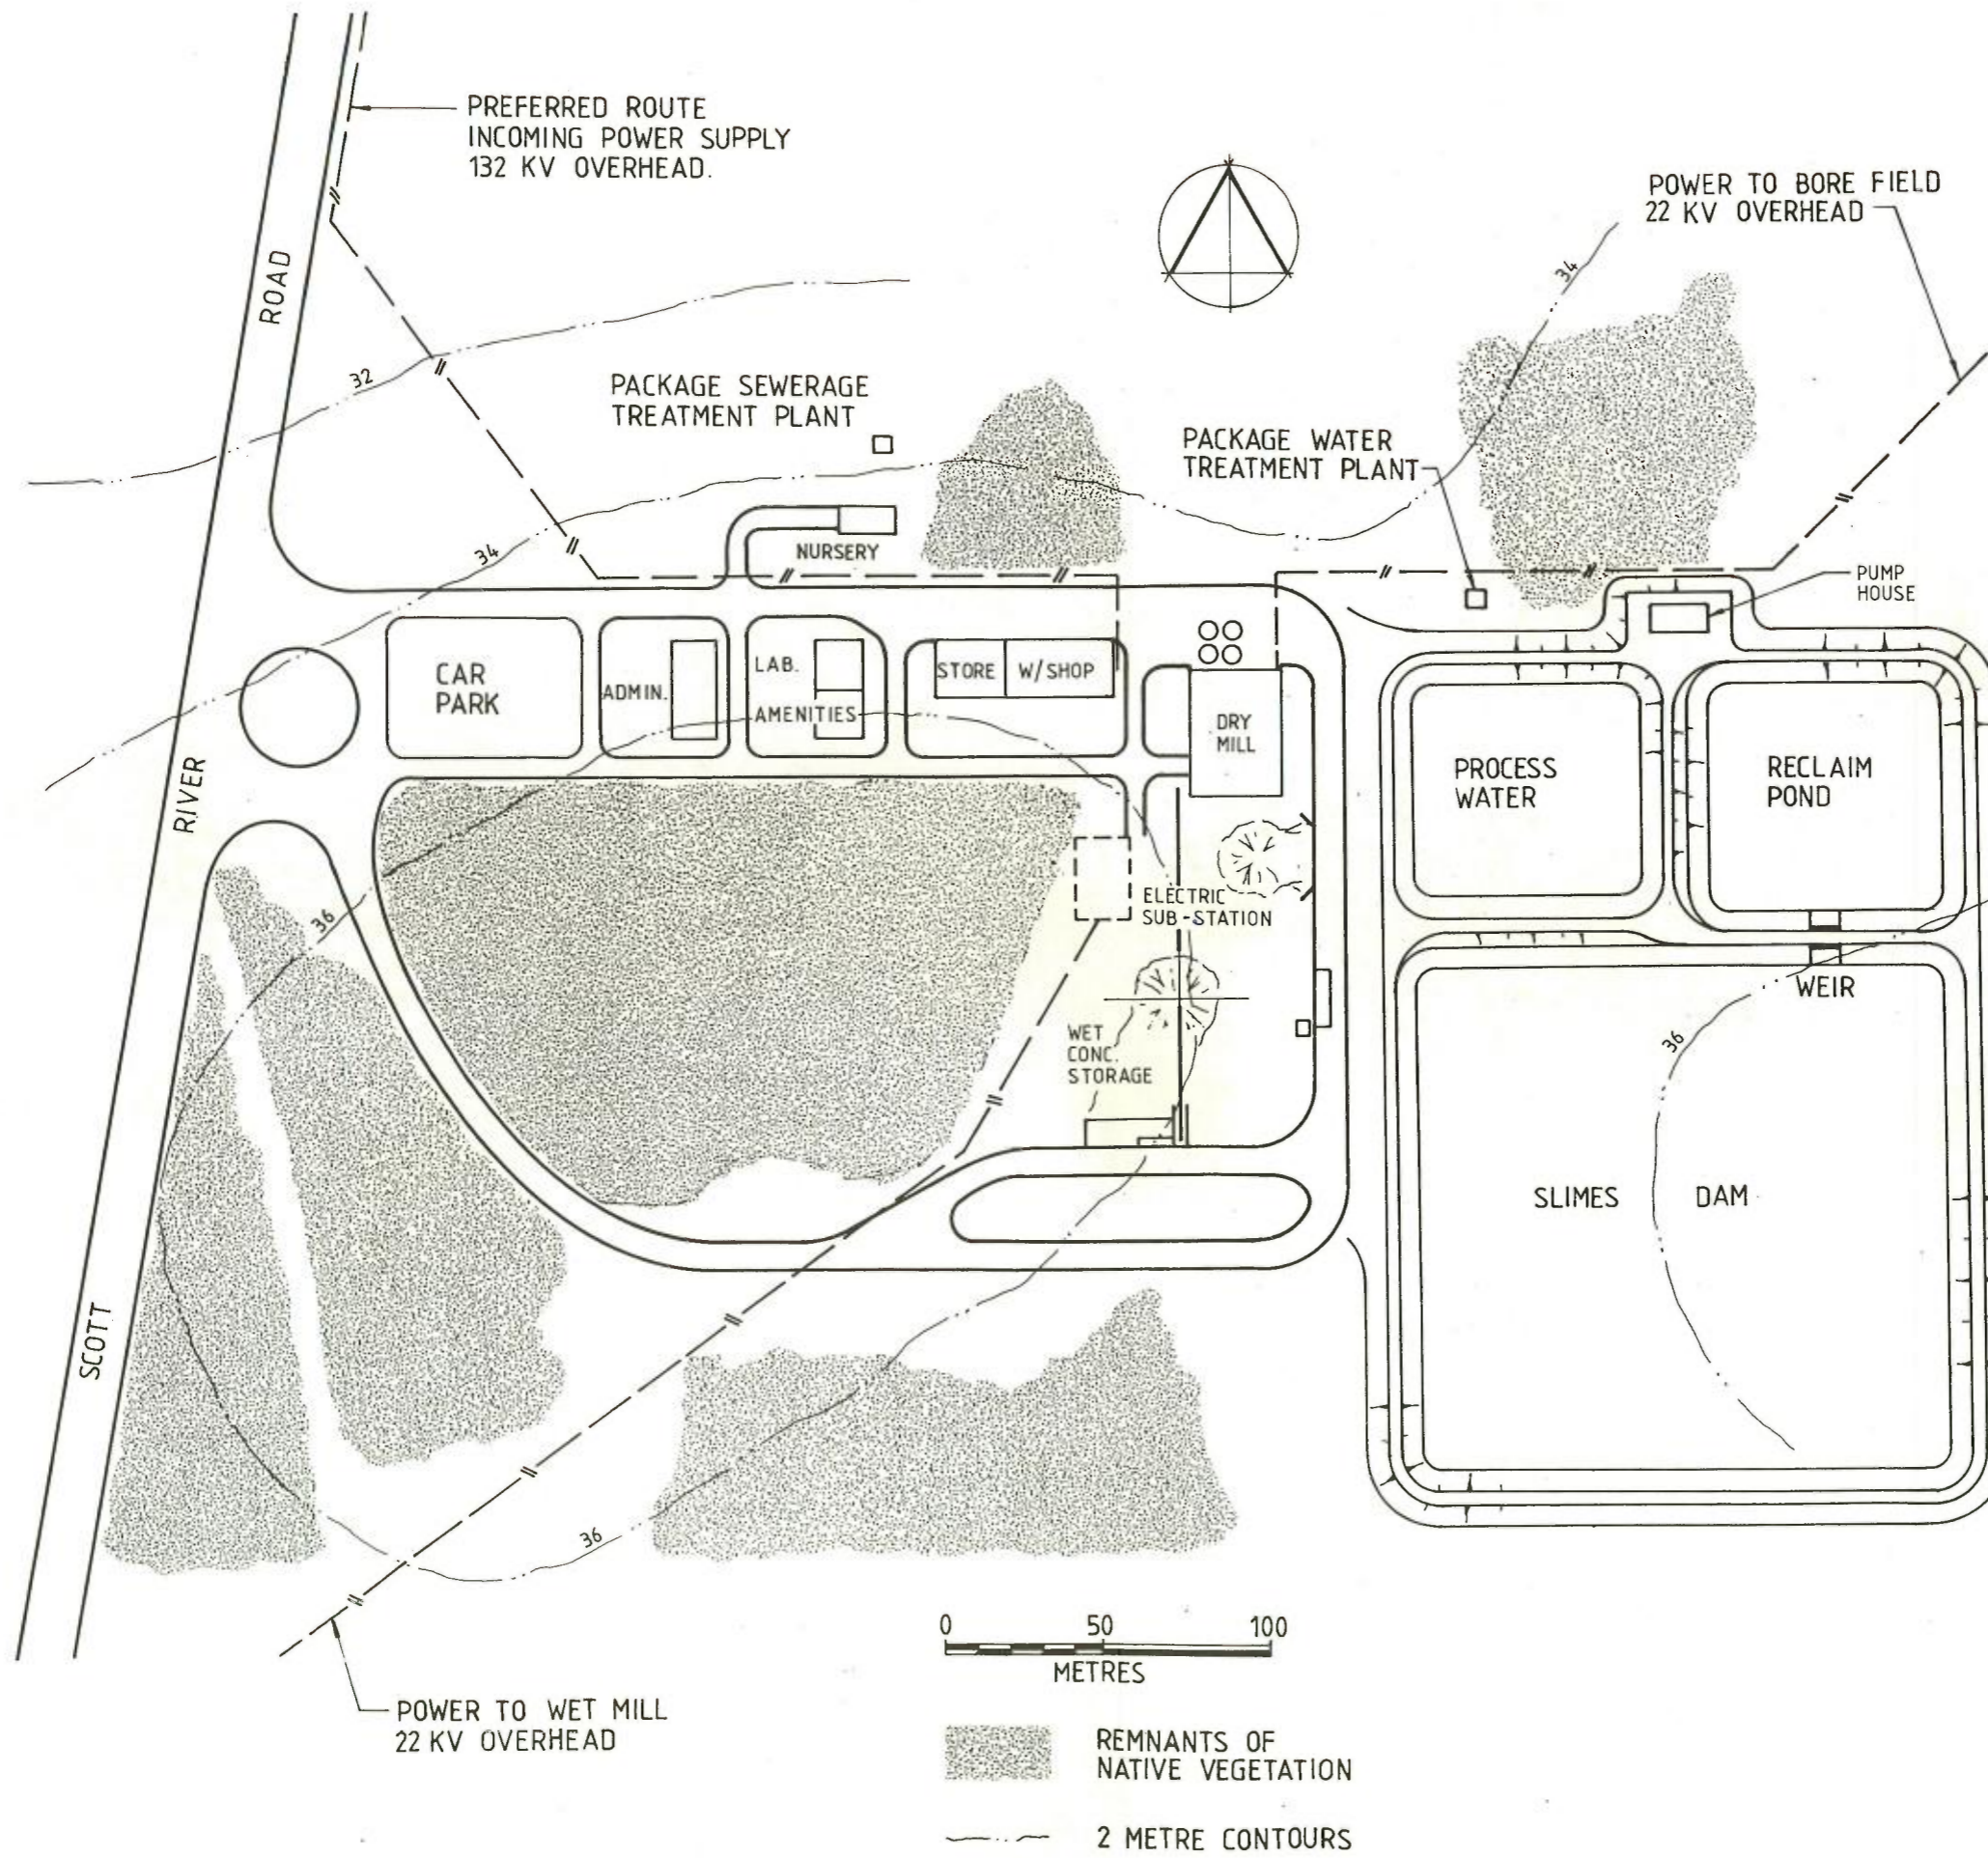 PREFERRED ROUTE
INCOMING POWER SUPPLY
132 KV OVERHEAD.
POWER TO BORE FIELD
22 KV OVERHEAD
ROAD
34
32
PACKAGE SEWERAGE
TREATMENT PLANT
PACKAGE WATER
TREATMENT PLANT
34
NURSERY
PUMP
HOUSE
CAR
PARK
ADMIN.
LAB.
AMENITIES
STORE
W/SHOP
DRY
MILL
PROCESS
WATER
RECLAIM
POND
RIVER
ELECTRIC
SUB-STATION
36
WEIR
WET
CONC.
STORAGE
36
SLIMES DAM
SCOTT
36
0 50 100
METRES
POWER TO WET MILL
22 KV OVERHEAD
REMNANTS OF
NATIVE VEGETATION
2 METRE CONTOURS